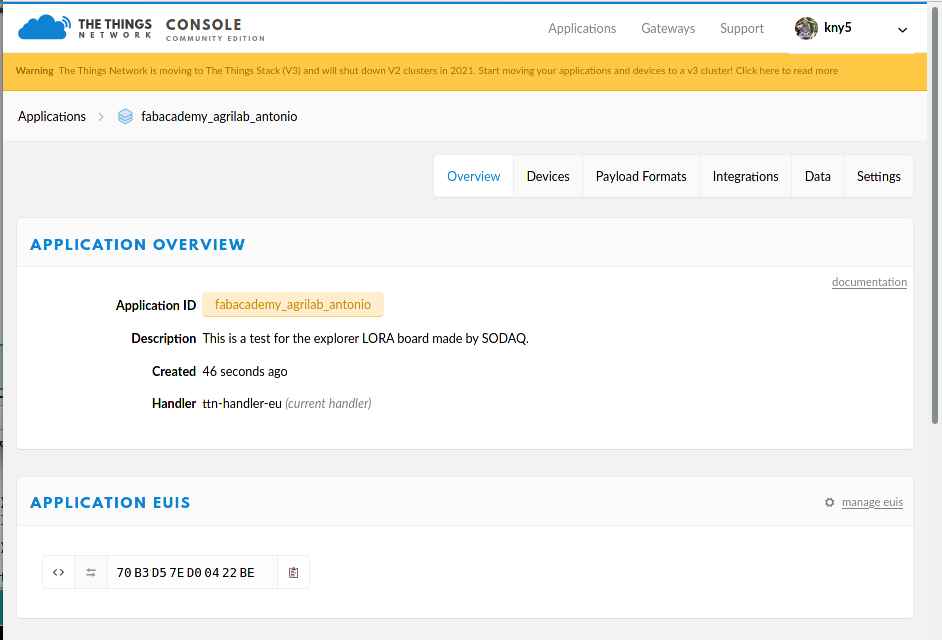 THE THINGS NETWORK CONSOLE COMMUNITY EDITION Applications Gateways Support kny5
Warning The Things Network is moving to The Things Stack (V3) and will shut down V2 clusters in 2021. Start moving your applications and devices to a v3 cluster! Click here to read more
Applications fabacademy_agrilab_antonio
Overview Devices Payload Formats Integrations Data Settings
APPLICATION OVERVIEW
documentation
Application ID fabacademy_agrilab_antonio
Description This is a test for the explorer LORA board made by SODAQ.
Created 46 seconds ago
Handler ttn-handler-eu (current handler)
APPLICATION EUIS manage euis
<> 70 B3 D5 7E D0 04 22 BE